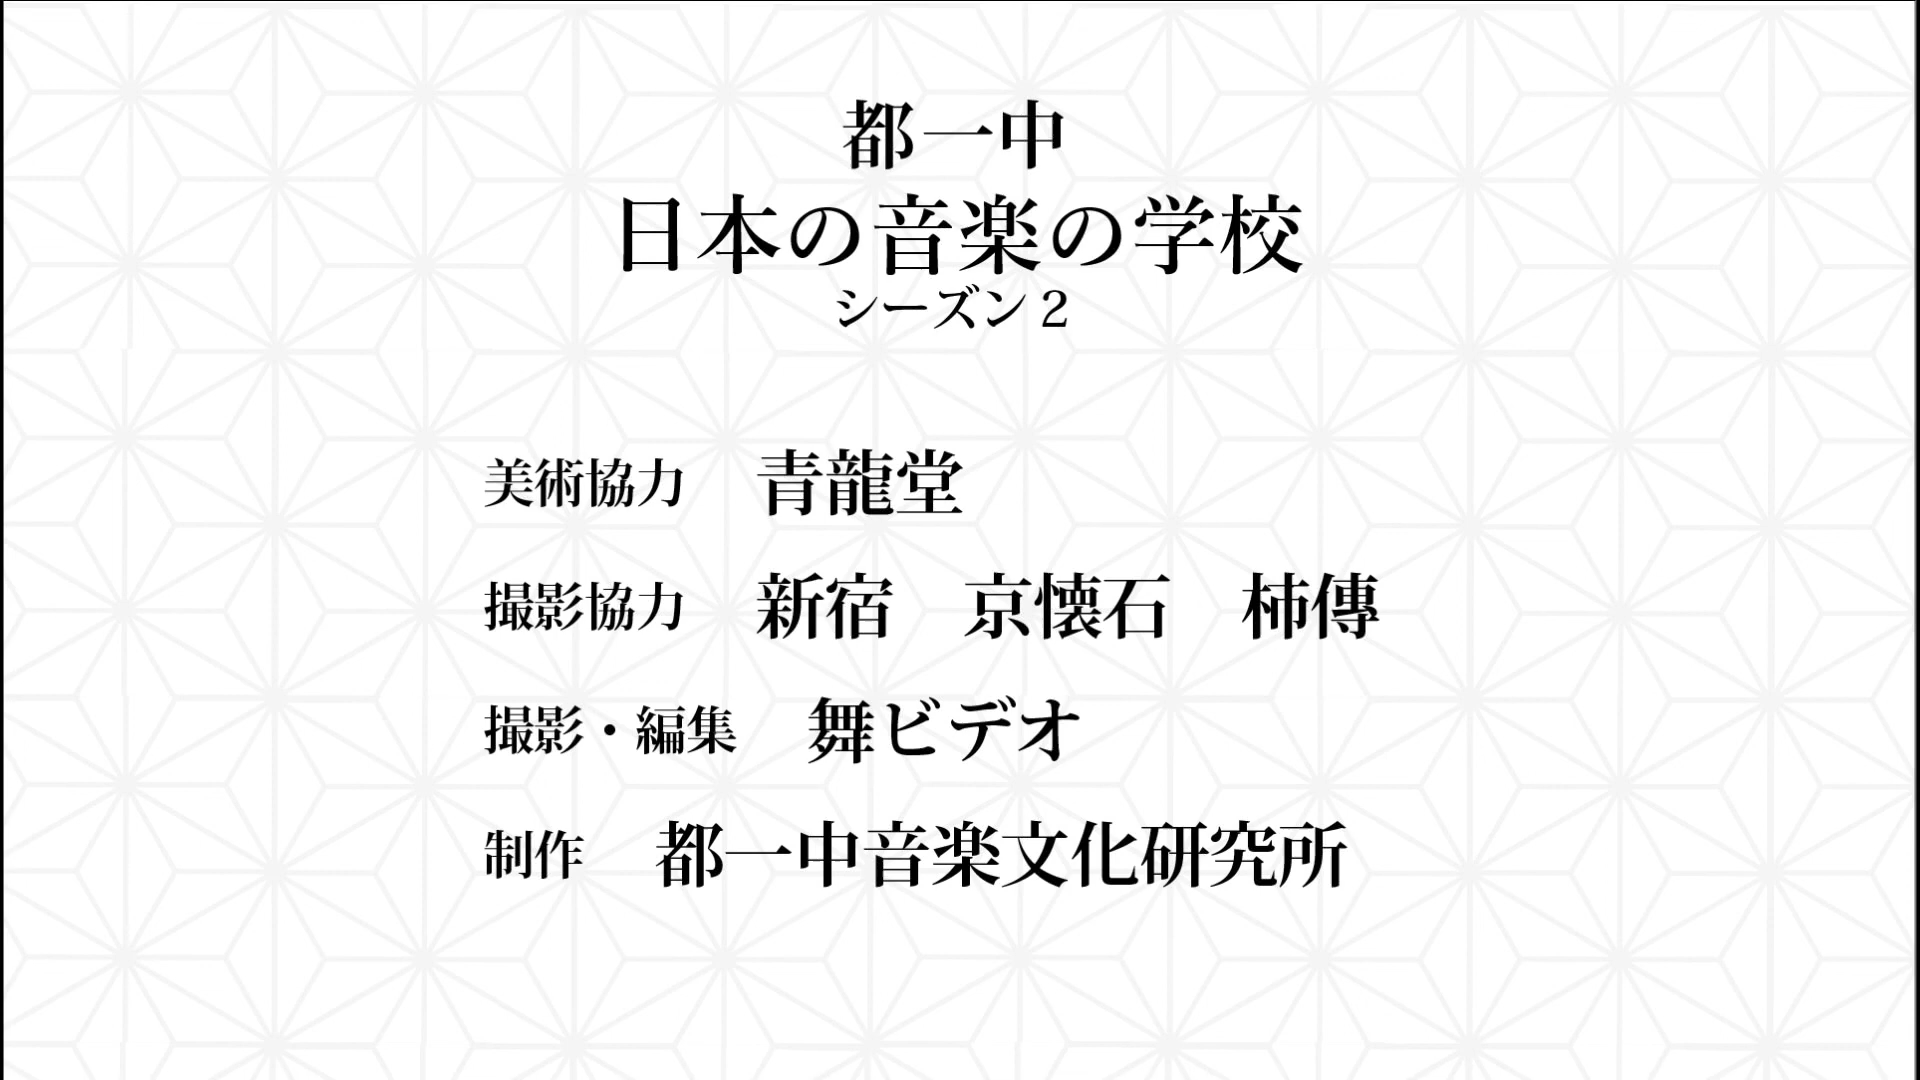 都一中
日本の音楽の学校
シーズン２
美術協力　青龍堂
撮影協力　新宿　京懐石　柿傳
撮影・編集　舞ビデオ
制作　都一中音楽文化研究所